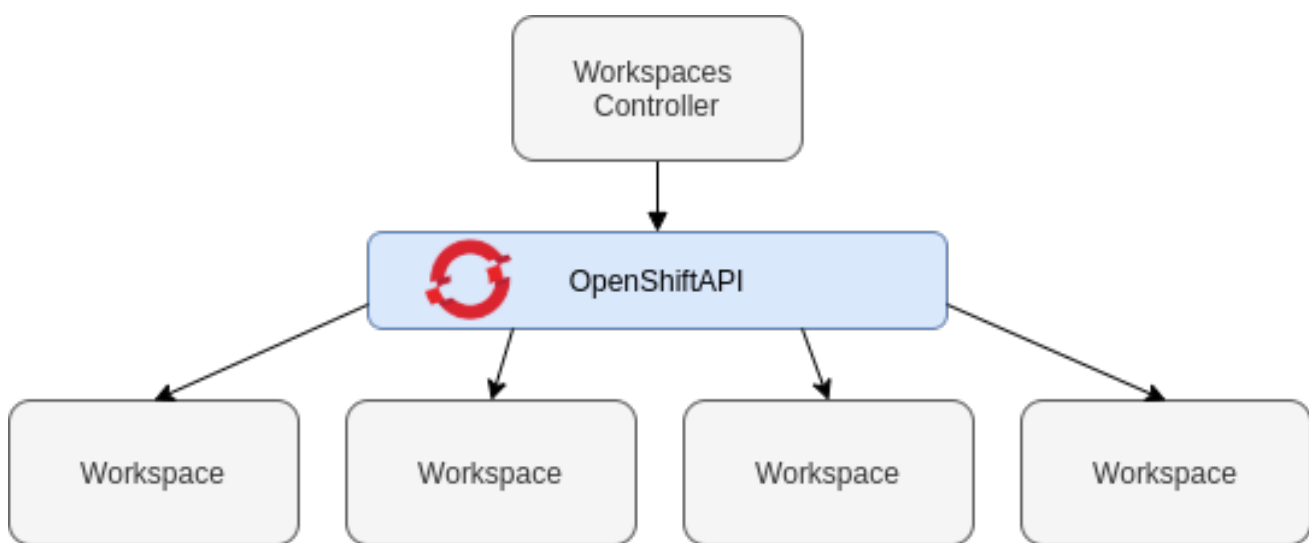 Workspaces
Controller
OpenShiftAPI
Workspace
Workspace
Workspace
Workspace